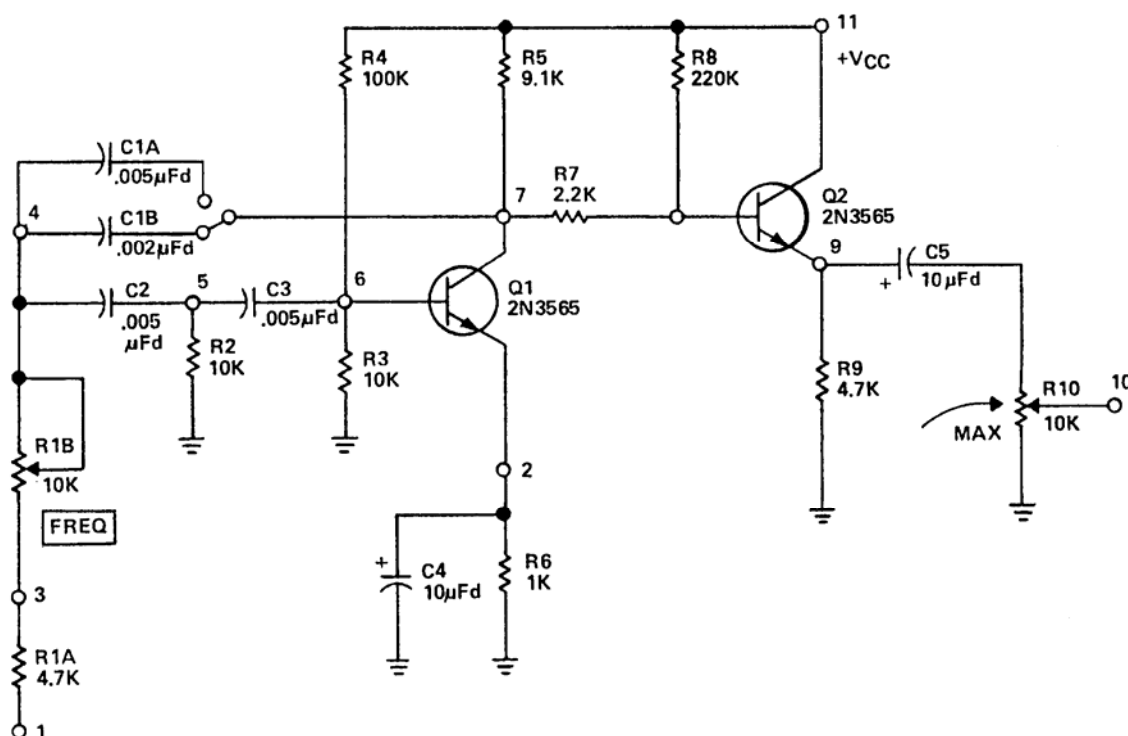 11
+VCC
R4
100K
R5
9.1K
R8
220K
C1A
.005µFd
4
C1B
.002µFd
7
R7
2.2K
Q2
2N3565
9
C5
+
10µFd
5
6
C2
.005
µFd
C3
.005µFd
Q1
2N3565
R2
10K
R3
10K
R9
4.7K
R10
10K
10
MAX
R1B
10K
FREQ
2
+
C4
10µFd
R6
1K
3
R1A
4.7K
1